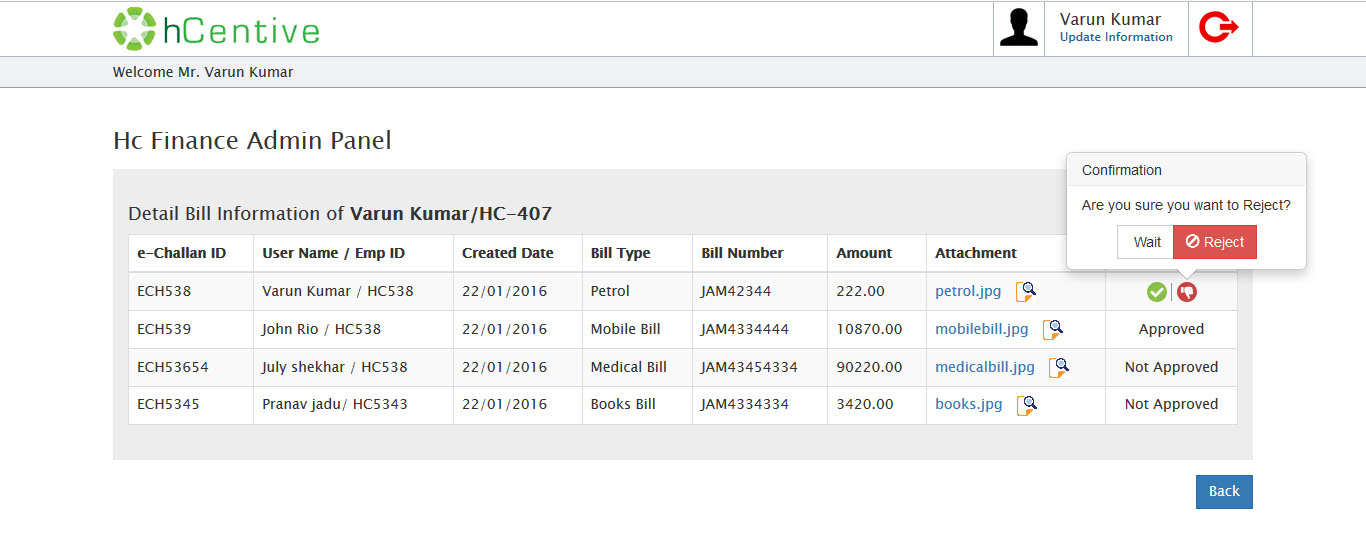 hCentive
Varun Kumar
Update Information
Welcome Mr. Varun Kumar
Hc Finance Admin Panel
Confirmation
Are you sure you want to Reject?
Wait Reject
Detail Bill Information of Varun Kumar/HC-407
e-Challan ID User Name / Emp ID Created Date Bill Type Bill Number Amount Attachment
ECH538 Varun Kumar / HC538 22/01/2016 Petrol JAM42344 222.00 petrol.jpg |
ECH539 John Rio / HC538 22/01/2016 Mobile Bill JAM4334444 10870.00 mobilebill.jpg Approved
ECH53654 July shekhar / HC538 22/01/2016 Medical Bill JAM43454334 90220.00 medicalbill.jpg Not Approved
ECH5345 Pranav jadu/ HC5343 22/01/2016 Books Bill JAM4334334 3420.00 books.jpg Not Approved
Back